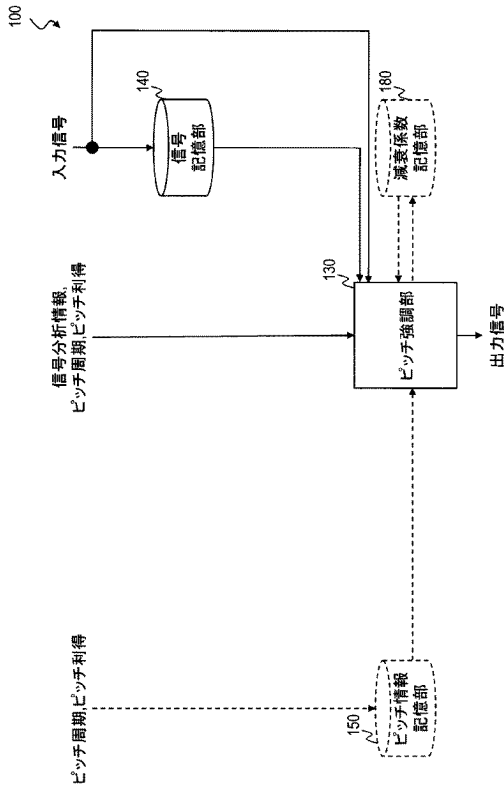 100
入力信号
140
信号
記憶部
信号分析情報,
ピッチ周期,ピッチ利得
130
ピッチ強調部
180
減衰係数
記憶部
出力信号
ピッチ周期,ピッチ利得
150
ピッチ情報
記憶部